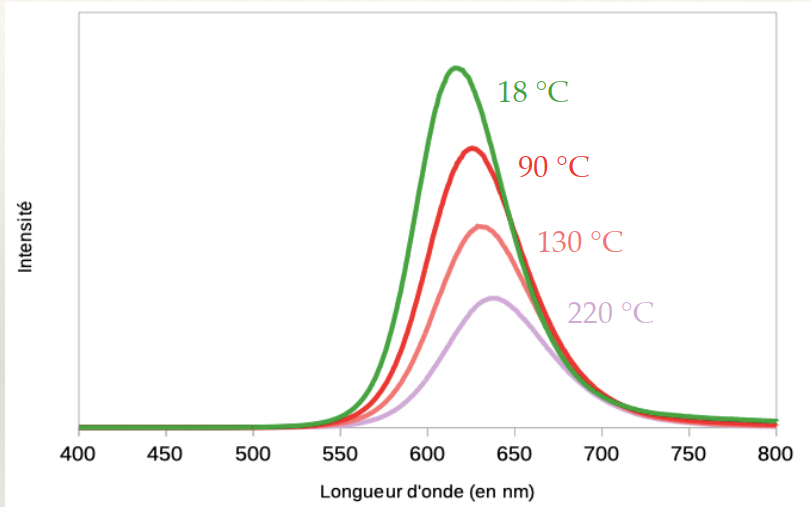 18 °C
90 °C
130 °C
220 °C
Intensité
400 450 500 550 600 650 700 750 800
Longueur d'onde (en nm)